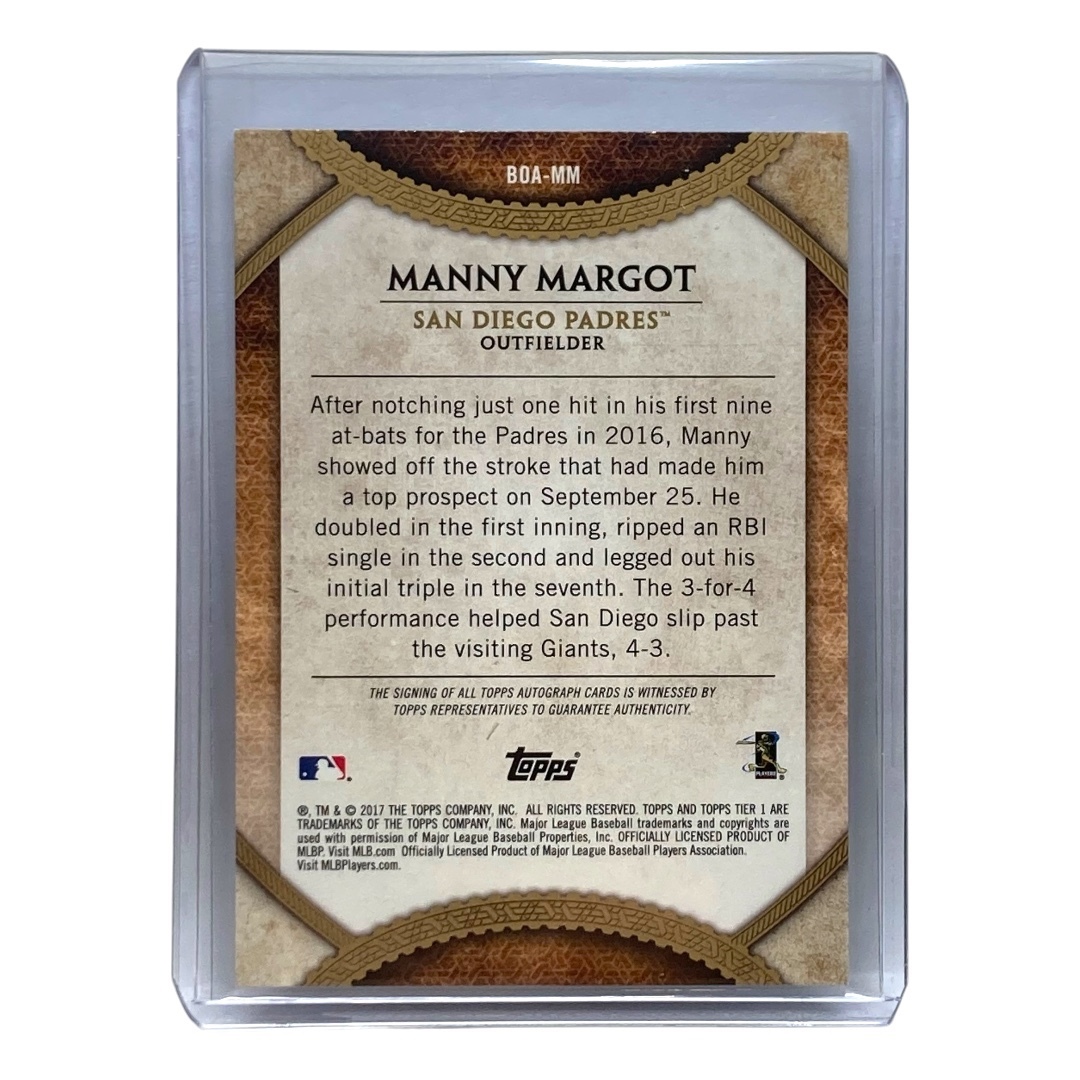 BOA-MM
MANNY MARGOT
SAN DIEGO PADRES™
OUTFIELDER
After notching just one hit in his first nine
at-bats for the Padres in 2016, Manny
showed off the stroke that had made him
a top prospect on September 25. He
doubled in the first inning, ripped an RBI
single in the second and legged out his
initial triple in the seventh. The 3-for-4
performance helped San Diego slip past
the visiting Giants, 4-3.
THE SIGNING OF ALL TOPPS AUTOGRAPH CARDS IS WITNESSED BY
TOPPS REPRESENTATIVES TO GUARANTEE AUTHENTICITY.
topps®
PLAYERS
®, TM & © 2017 THE TOPPS COMPANY, INC. ALL RIGHTS RESERVED. TOPPS AND TOPPS TIER 1 ARE
TRADEMARKS OF THE TOPPS COMPANY, INC. Major League Baseball trademarks and copyrights are
used with permission of Major League Baseball Properties, Inc. OFFICIALLY LICENSED PRODUCT OF
MLBP. Visit MLB.com Officially Licensed Product of Major League Baseball Players Association.
Visit MLBPlayers.com.